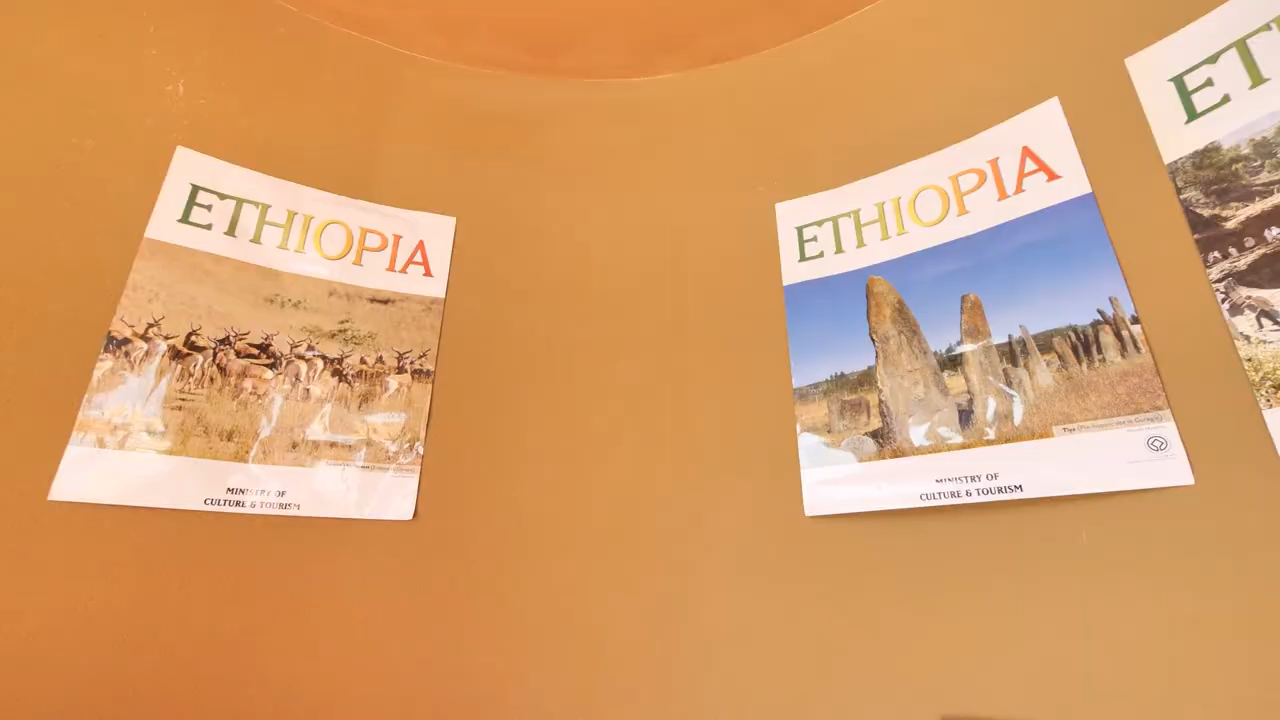 ETHIOPIA
MINISTRY OF
CULTURE & TOURISM
ETHIOPIA
Tiya
MINISTRY OF
CULTURE & TOURISM
ET